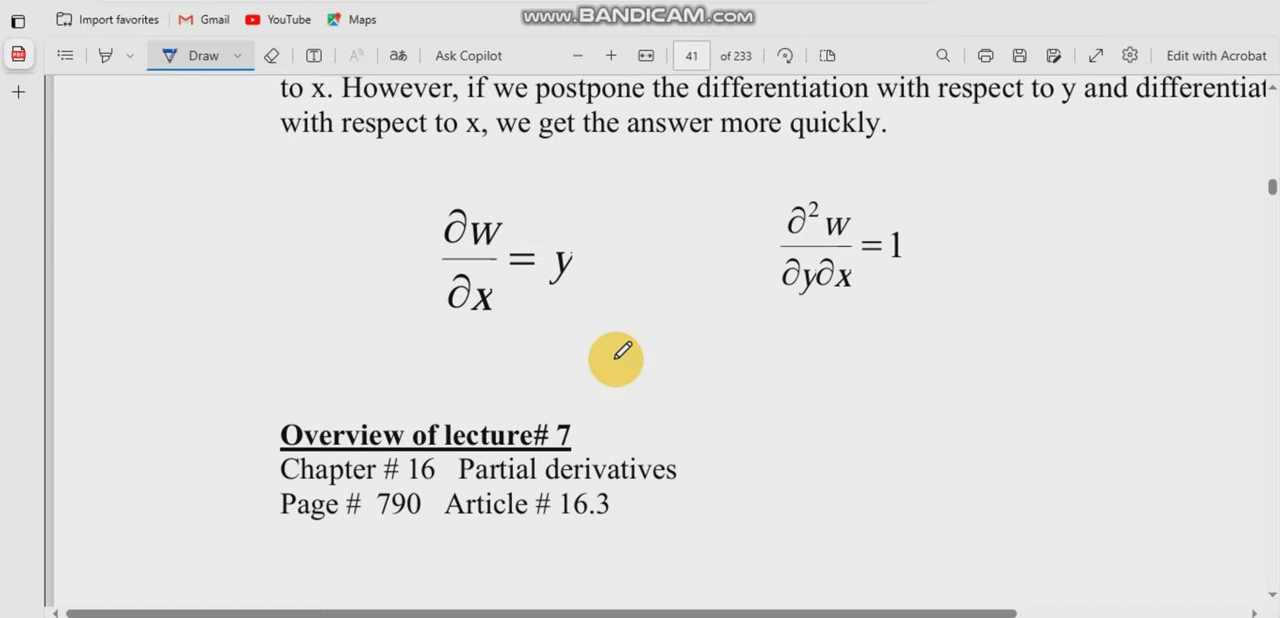 www.BANDICAM.com
Import favorites Gmail YouTube Maps
Draw aあ Ask Copilot 41 of 233 Edit with Acrobat
to x. However, if we postpone the differentiation with respect to y and differentiat
with respect to x, we get the answer more quickly.
∂w/∂x = y ∂²w/∂y∂x = 1
Overview of lecture# 7
Chapter # 16 Partial derivatives
Page # 790 Article # 16.3